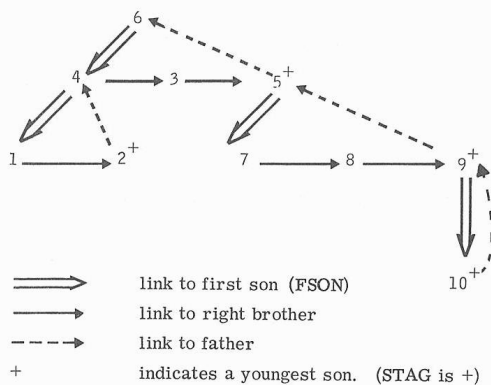 6
4 3 5+
1 2+ 7 8 9+
10+
link to first son (FSON)
link to right brother
link to father
+ indicates a youngest son. (STAG is +)